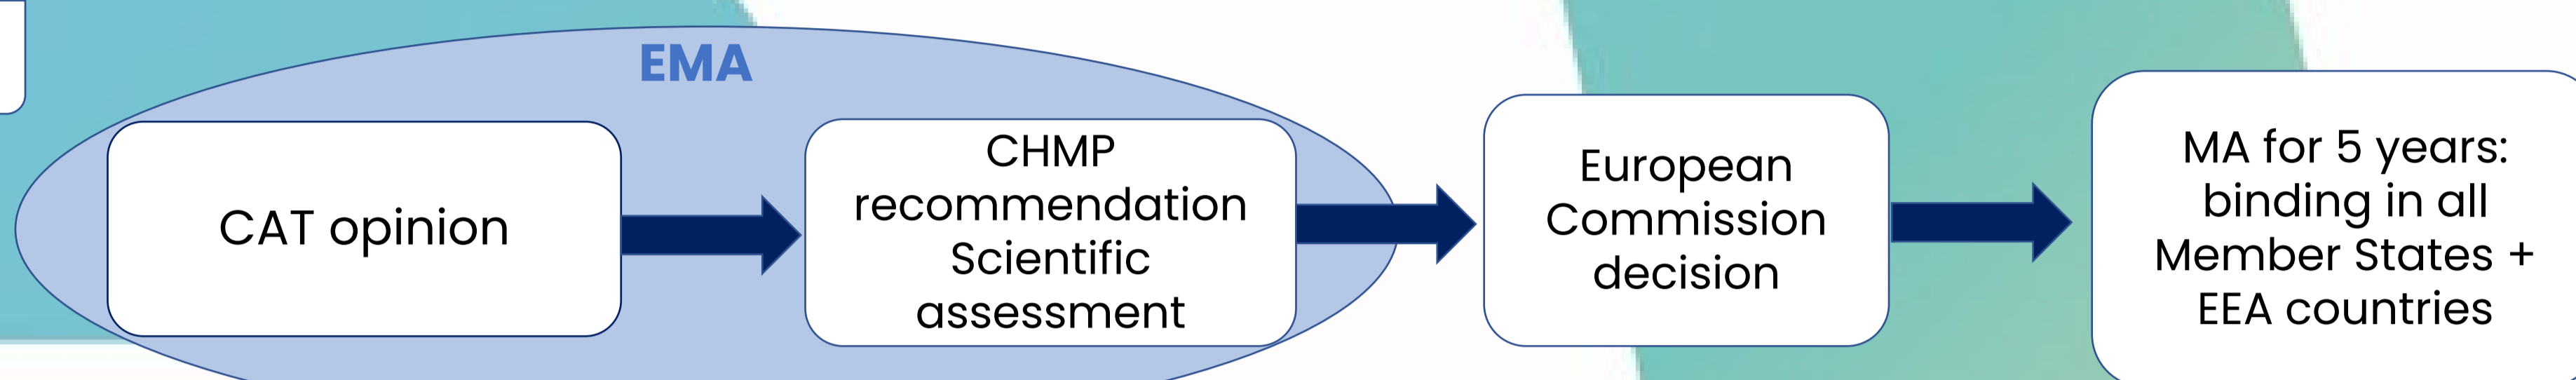 EMA
CAT opinion
CHMP
recommendation
Scientific
assessment
European
Commission
decision
MA for 5 years:
binding in all
Member States +
EEA countries